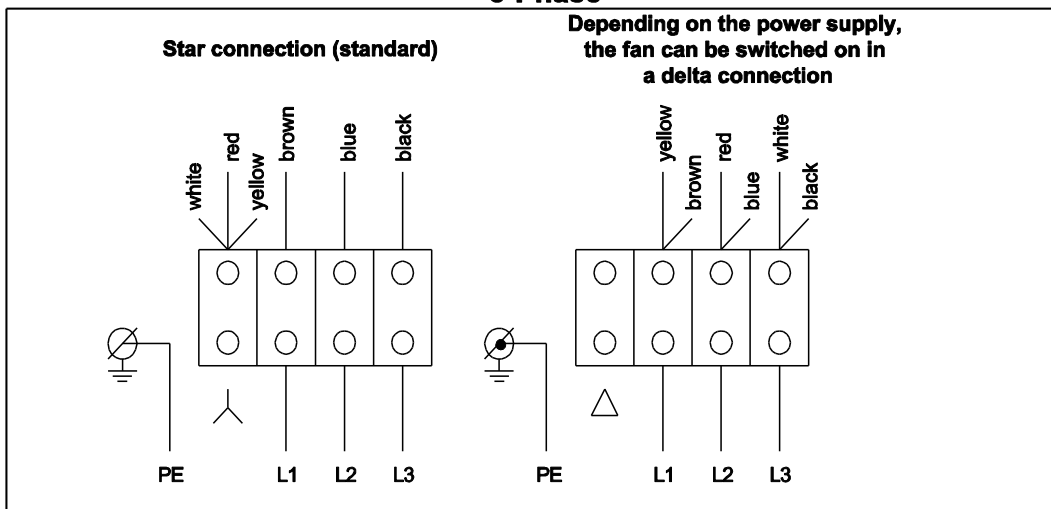 Star connection (standard)
white
red
yellow
brown
blue
black
PE
L1
L2
L3
Depending on the power supply,
the fan can be switched on in
a delta connection
yellow
brown
red
blue
white
black
PE
L1
L2
L3